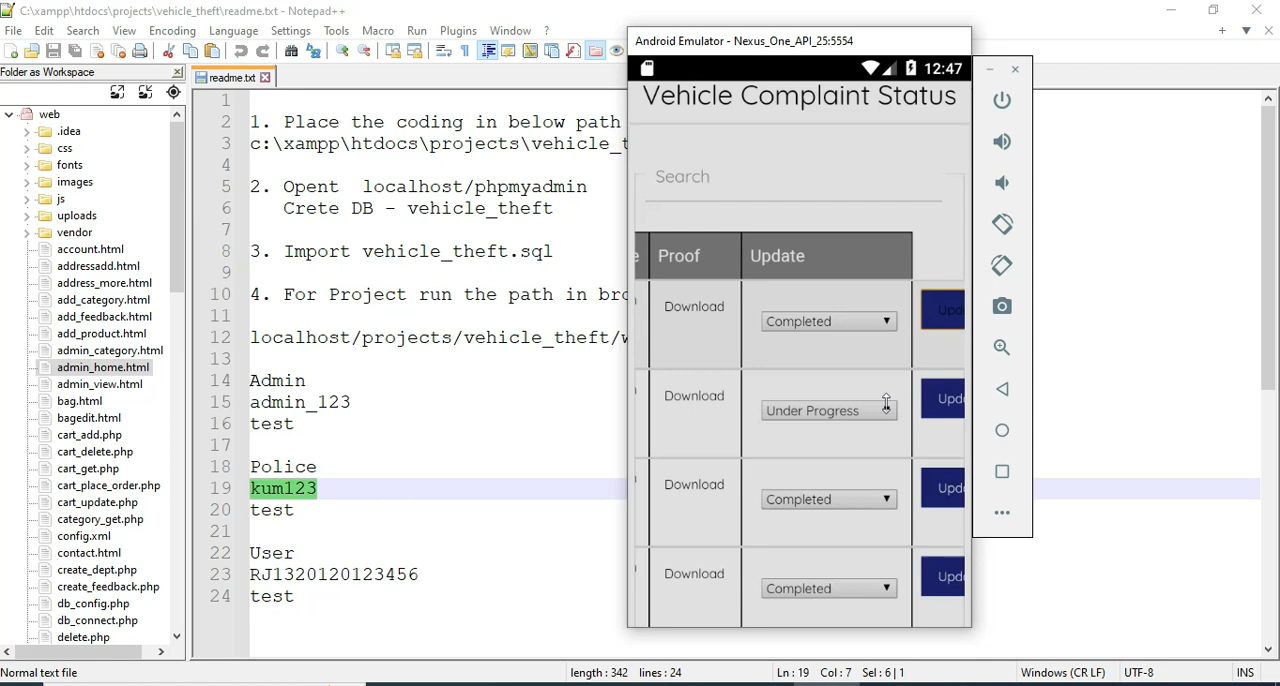 C:\xampp\htdocs\projects\vehicle_theft\readme.txt - Notepad++
File Edit Search View Encoding Language Settings Tools Macro Run Plugins Window ?
Folder as Workspace
readme.txt
web
.idea
css
fonts
images
js
uploads
vendor
account.html
addressadd.html
address_more.html
add_category.html
add_feedback.html
add_product.html
admin_category.html
admin_home.html
admin_view.html
bag.html
bagedit.html
cart_add.php
cart_delete.php
cart_get.php
cart_place_order.php
cart_update.php
category_get.php
config.xml
contact.html
create_dept.php
create_feedback.php
db_config.php
db_connect.php
delete.php
1
2 1. Place the coding in below path
3 c:\xampp\htdocs\projects\vehicle_t
4
5 2. Opent localhost/phpmyadmin
6 Crete DB - vehicle_theft
7
8 3. Import vehicle_theft.sql
9
10 4. For Project run the path in bro
11
12 localhost/projects/vehicle_theft/w
13
14 Admin
15 admin_123
16 test
17
18 Police
19 kum123
20 test
21
22 User
23 RJ1320120123456
24 test
Android Emulator - Nexus_One_API_25:5554
12:47
Vehicle Complaint Status
Search
e Proof Update
Download Completed Upd
Download Under Progress Upd
Download Completed Upd
Download Completed Upd
Normal text file length : 342 lines : 24 Ln : 19 Col : 7 Sel : 6 | 1 Windows (CR LF) UTF-8 INS